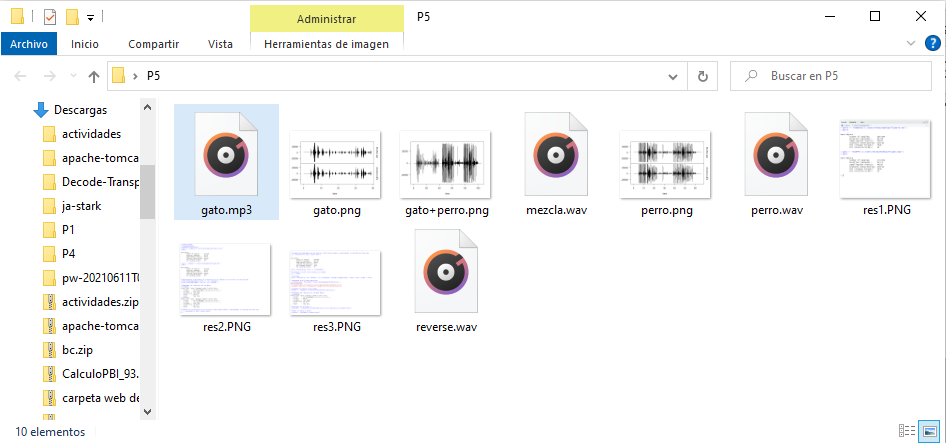 Administrar
P5
Archivo
Inicio
Compartir
Vista
Herramientas de imagen
P5
Buscar en P5
Descargas
actividades
apache-tomca
Decode-Transp
ja-stark
P1
P4
pw-20210611T0
actividades.zip
apache-tomca
bc.zip
CalculoPBI_93.
carpeta web de
gato.mp3
gato.png
gato+perro.png
mezcla.wav
perro.png
perro.wav
res1.PNG
res2.PNG
res3.PNG
reverse.wav
10 elementos